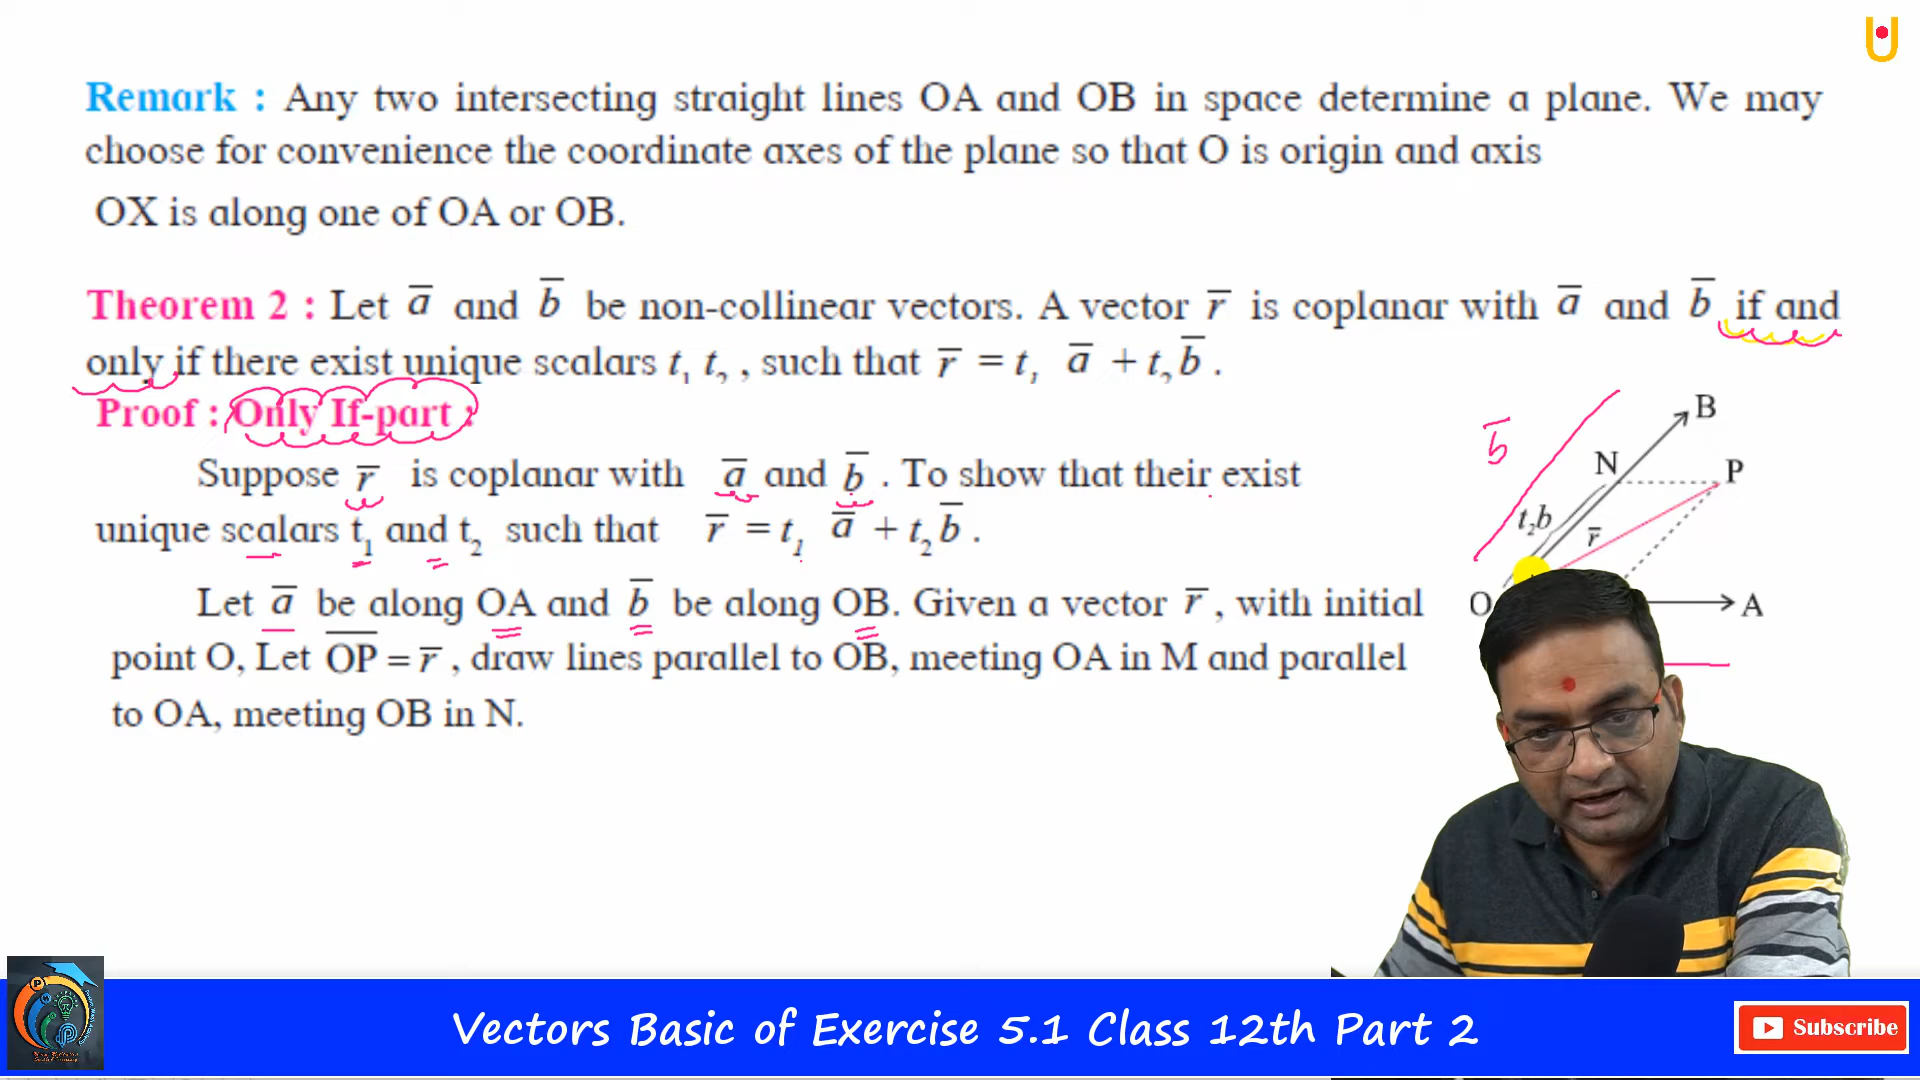 Remark : Any two intersecting straight lines OA and OB in space determine a plane. We may
choose for convenience the coordinate axes of the plane so that O is origin and axis
OX is along one of OA or OB.
Theorem 2 : Let a̅ and b̅ be non-collinear vectors. A vector r̅ is coplanar with a̅ and b̅ if and
only if there exist unique scalars t₁ t₂ , such that r̅ = t₁ a̅ + t₂ b̅ .
Proof : Only If-part :
Suppose r̅ is coplanar with a̅ and b̅ . To show that their exist
unique scalars t₁ and t₂ such that r̅ = t₁ a̅ + t₂ b̅ .
Let a̅ be along OA and b̅ be along OB. Given a vector r̅ , with initial
point O, Let O̅P̅ = r̅ , draw lines parallel to OB, meeting OA in M and parallel
to OA, meeting OB in N.
B
b̅
N
P
t₂b
r̅
O
A
Vectors Basic of Exercise 5.1 Class 12th Part 2
Subscribe